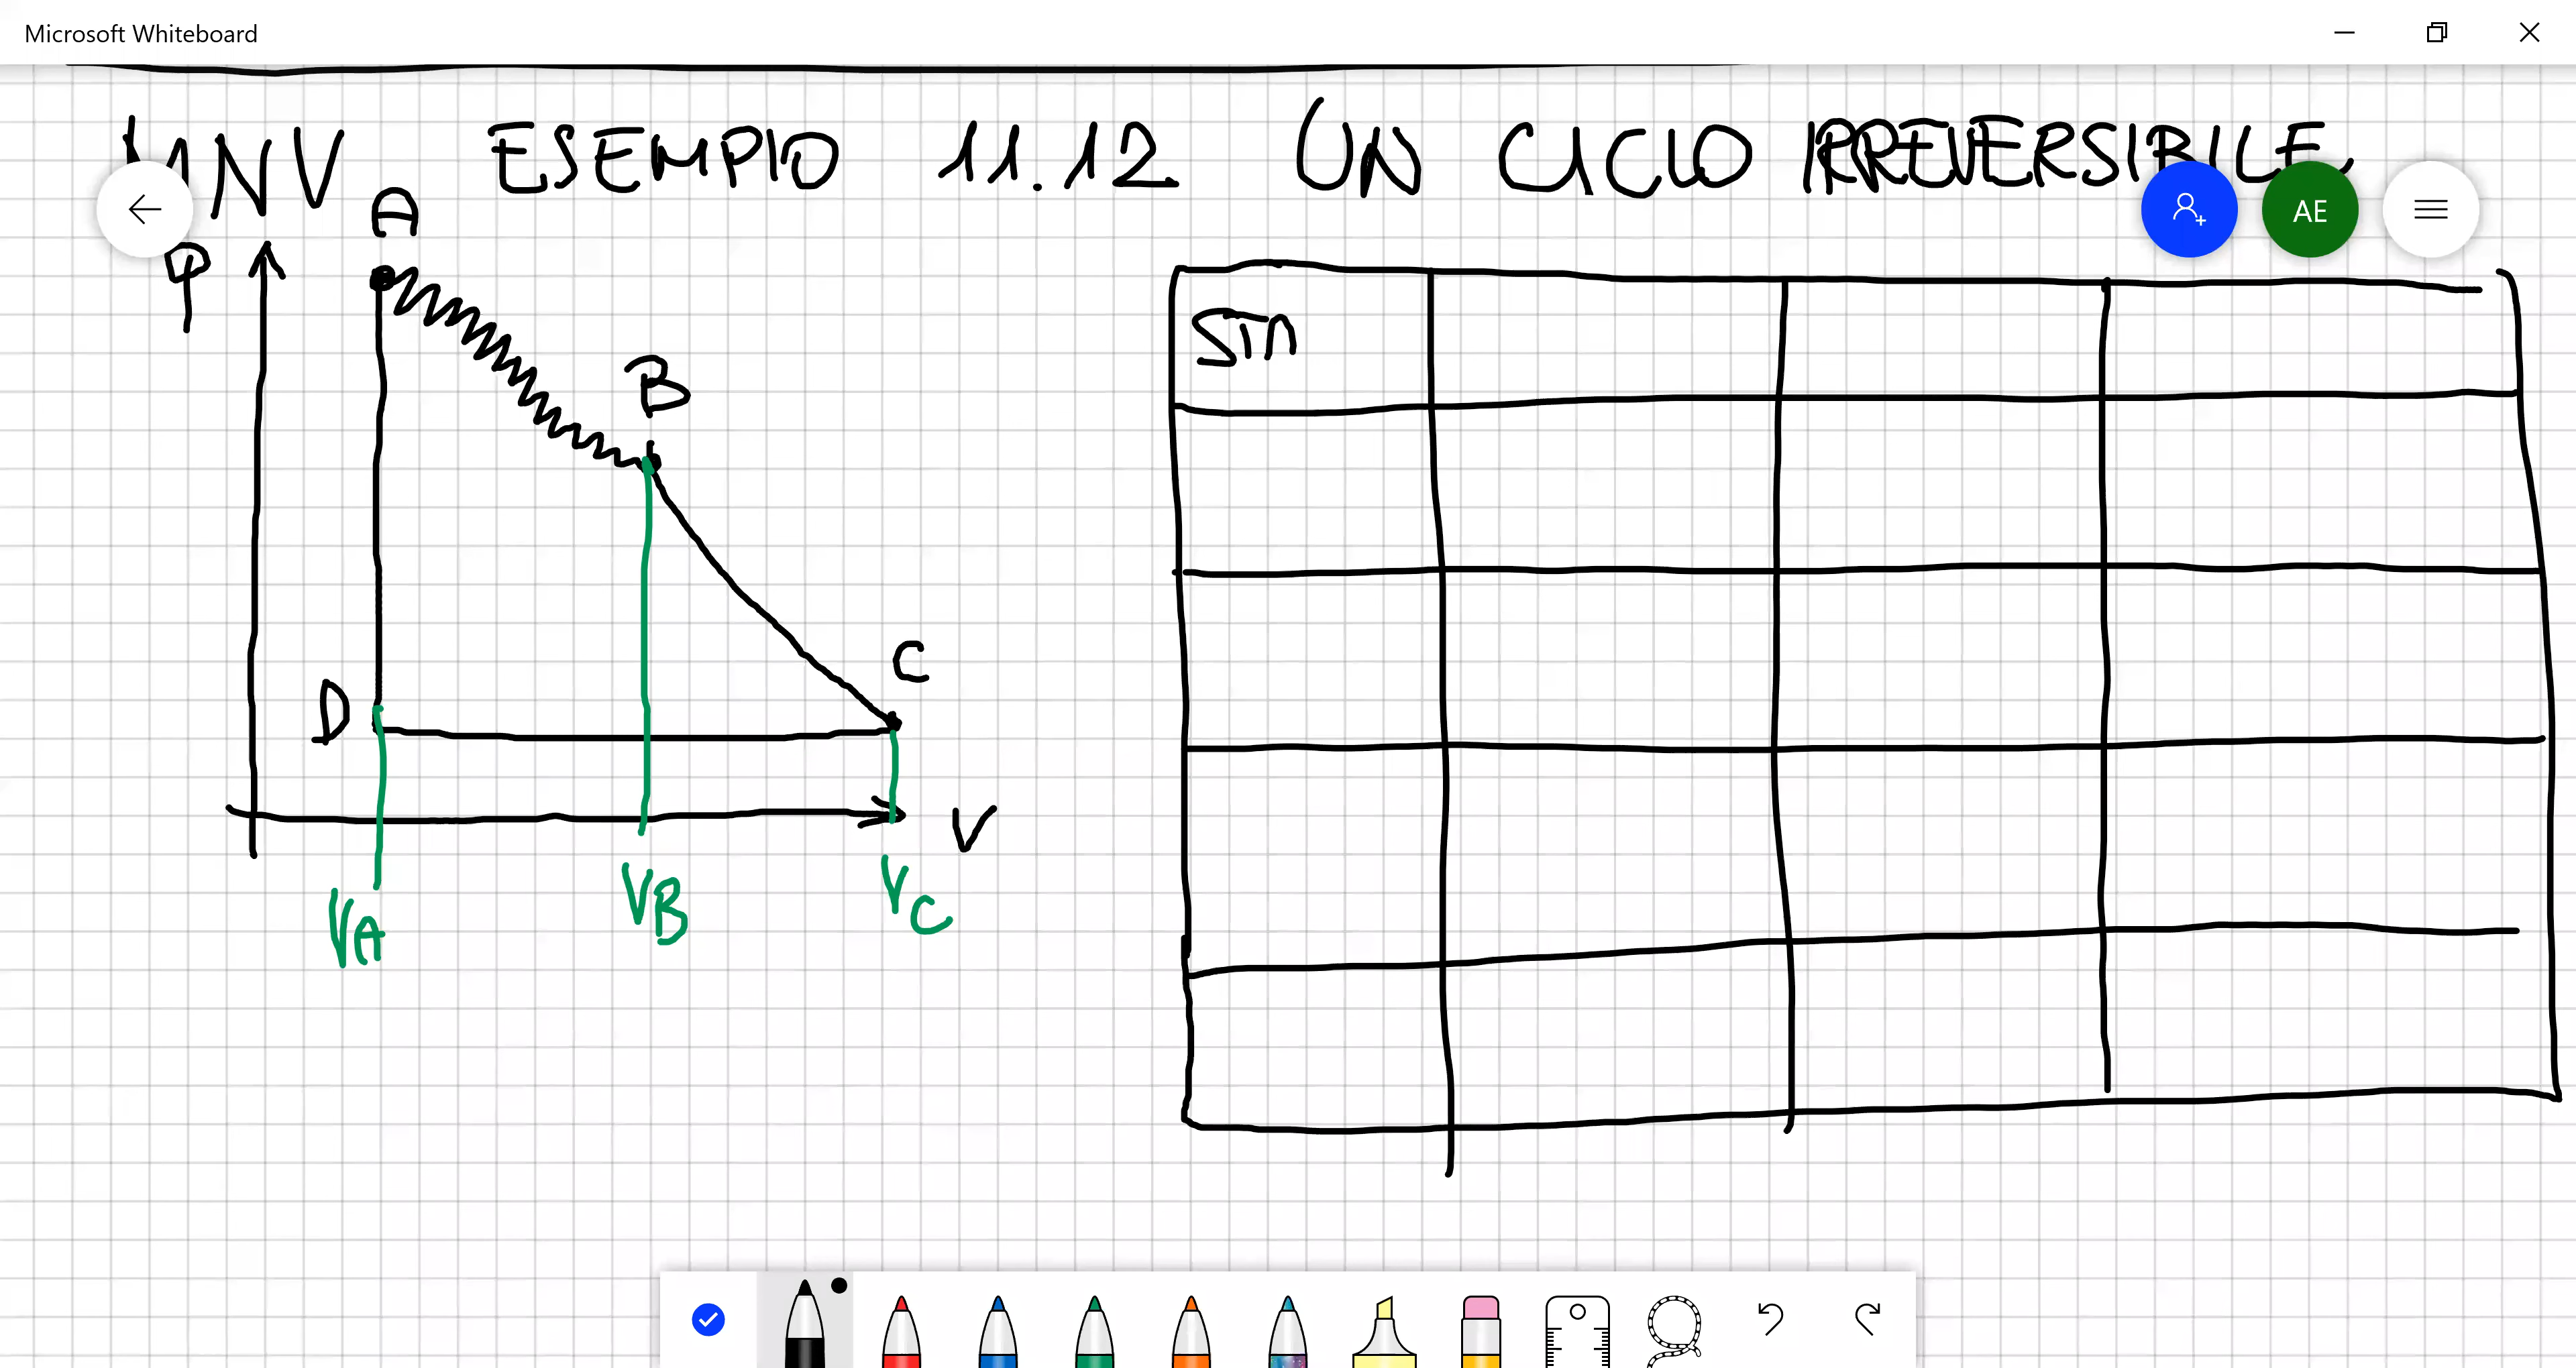 Microsoft Whiteboard
MNV ESEMPIO 11.12 UN CICLO IRREVERSIBILE
AE
A
P
B
STA
C
D
V
VA VB VC